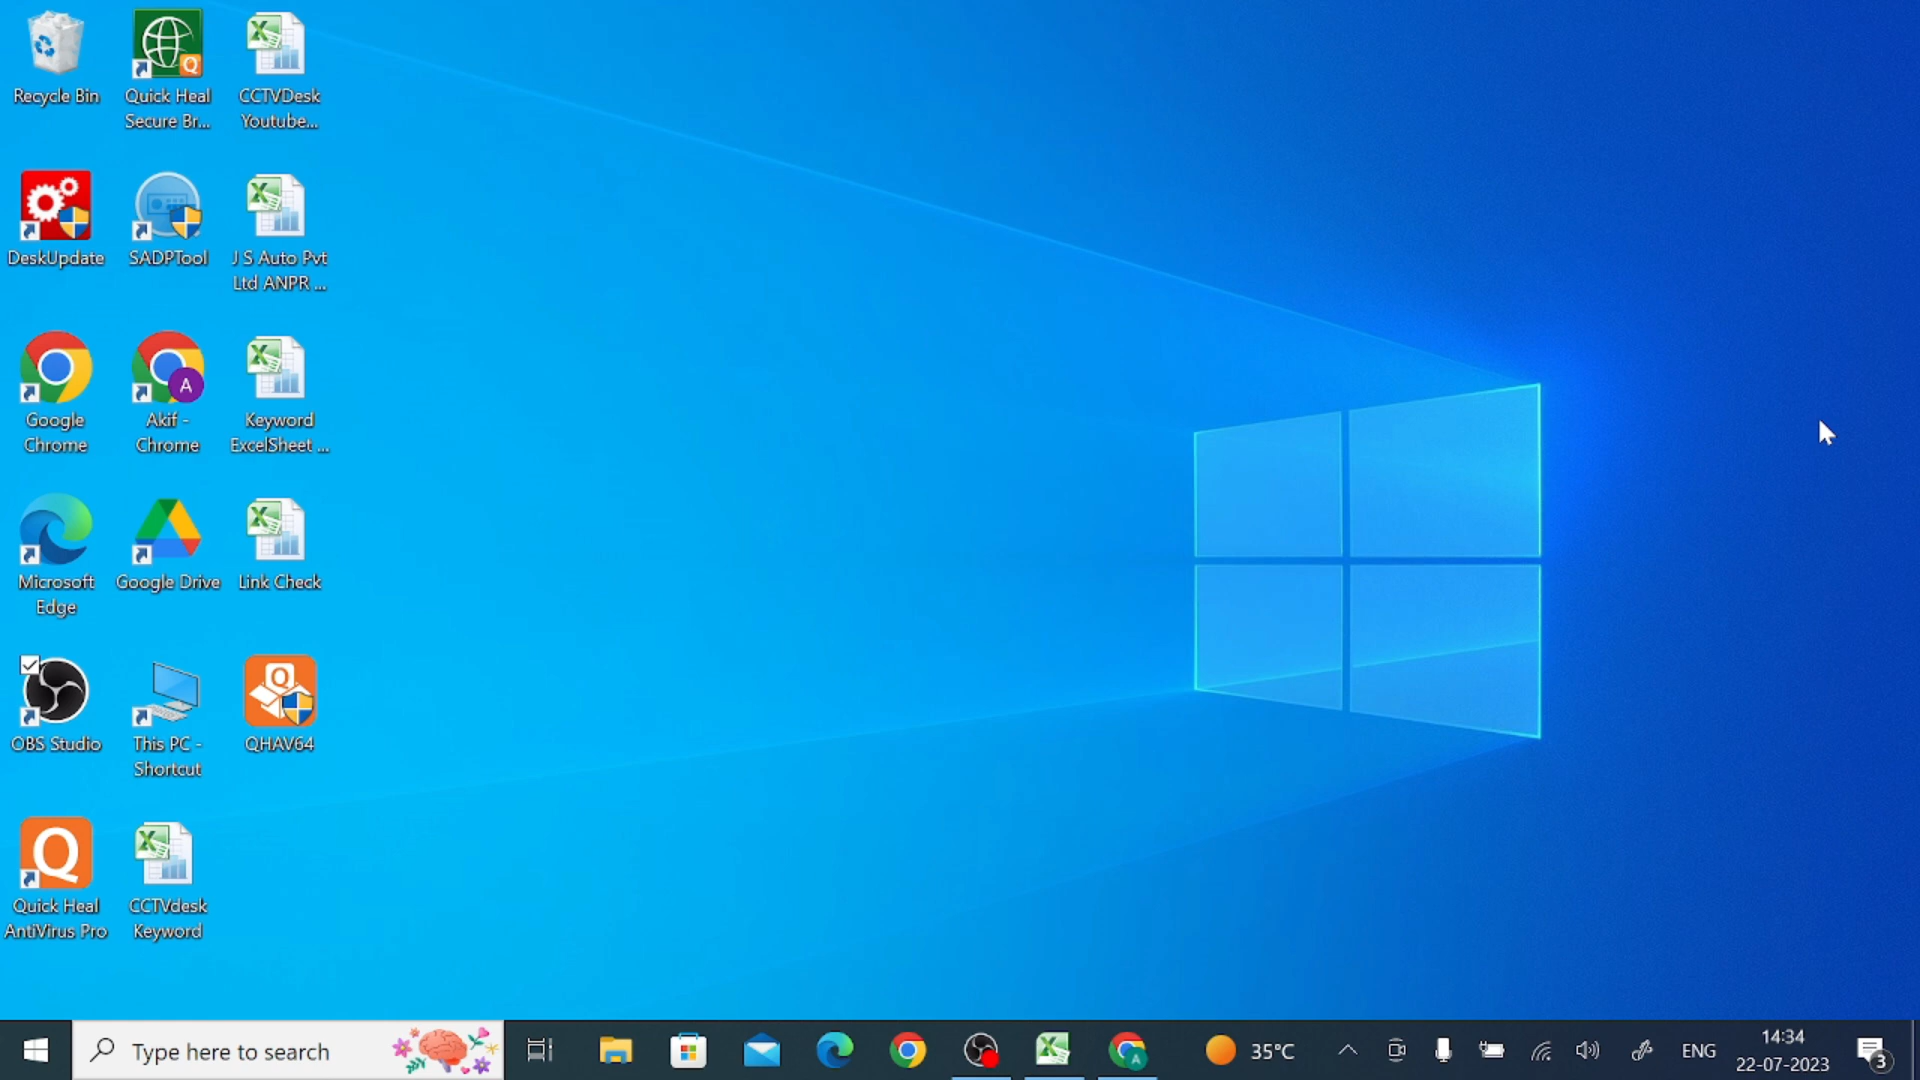 Recycle Bin
Quick Heal
Secure Br...
CCTVDesk
Youtube...
DeskUpdate
SADPTool
J S Auto Pvt
Ltd ANPR ...
Google
Chrome
A
Akif -
Chrome
Keyword
ExcelSheet ...
Microsoft
Edge
Google Drive
Link Check
OBS Studio
This PC -
Shortcut
QHAV64
Quick Heal
AntiVirus Pro
CCTVdesk
Keyword
Type here to search
35°C
ENG
14:34
22-07-2023
3